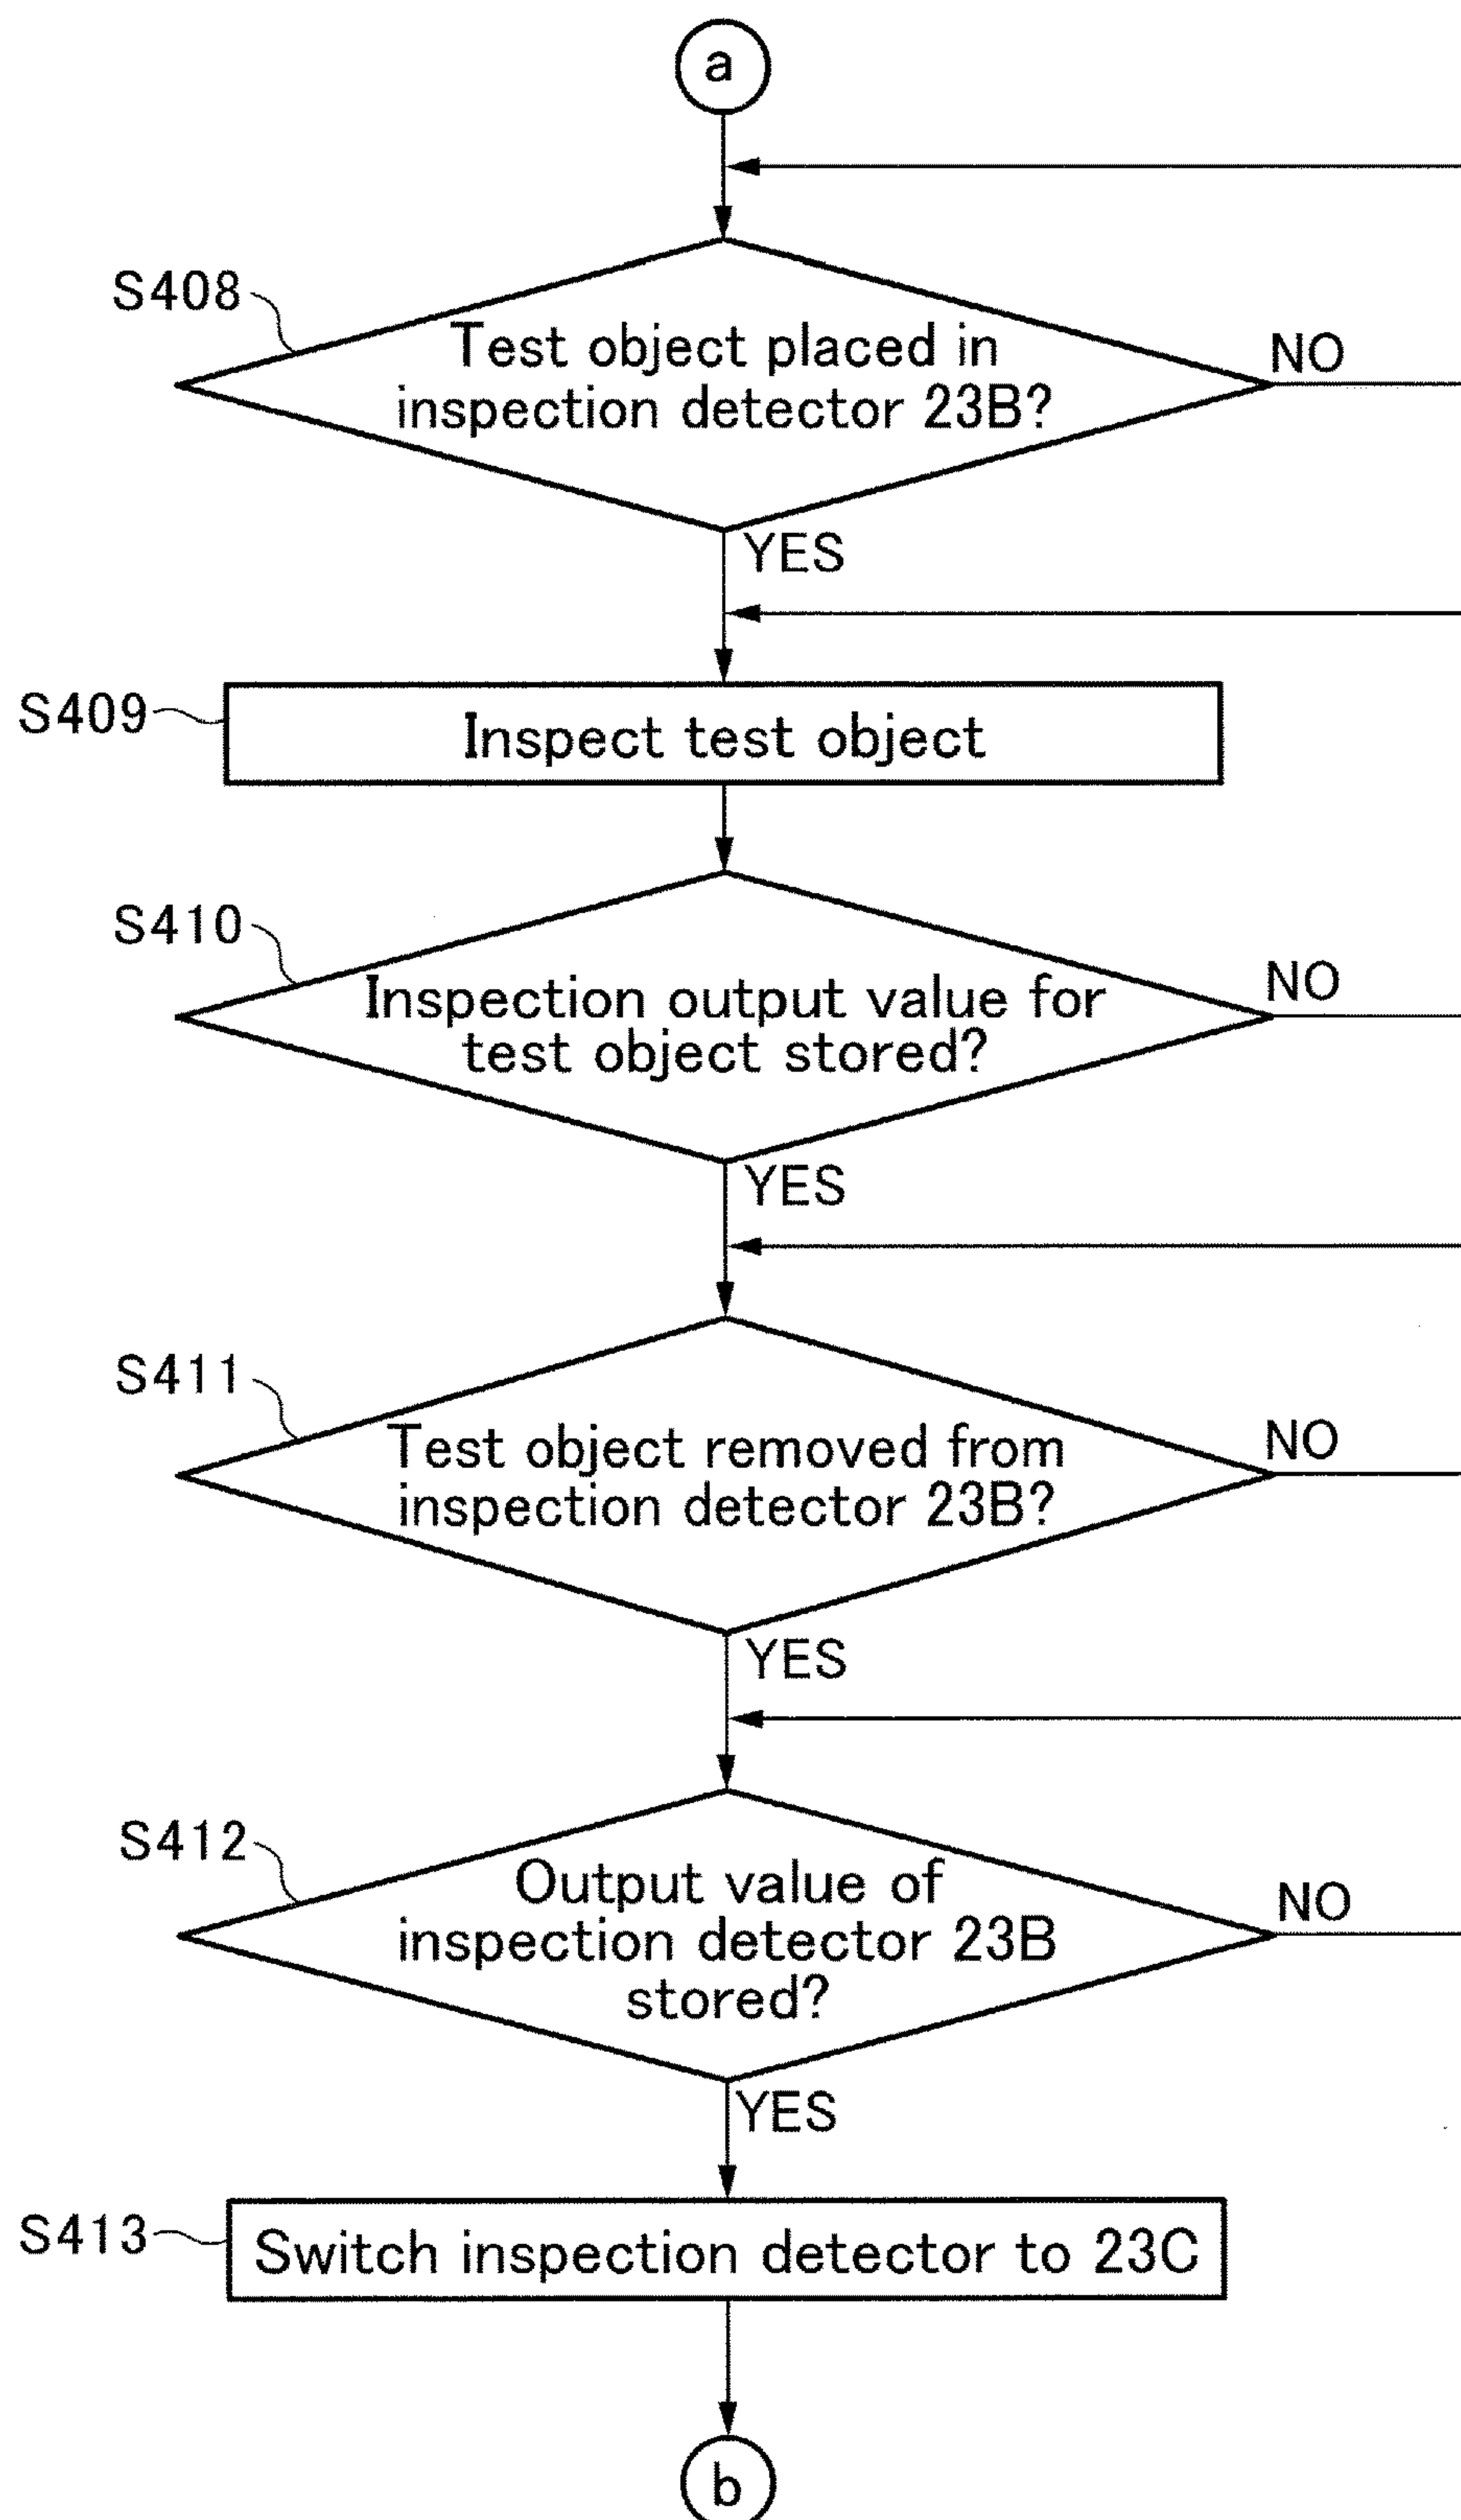 a
S408
Test object placed in
inspection detector 23B?
NO
YES
S409
Inspect test object
S410
Inspection output value for
test object stored?
NO
YES
S411
Test object removed from
inspection detector 23B?
NO
YES
S412
Output value of
inspection detector 23B
stored?
NO
YES
S413
Switch inspection detector to 23C
b